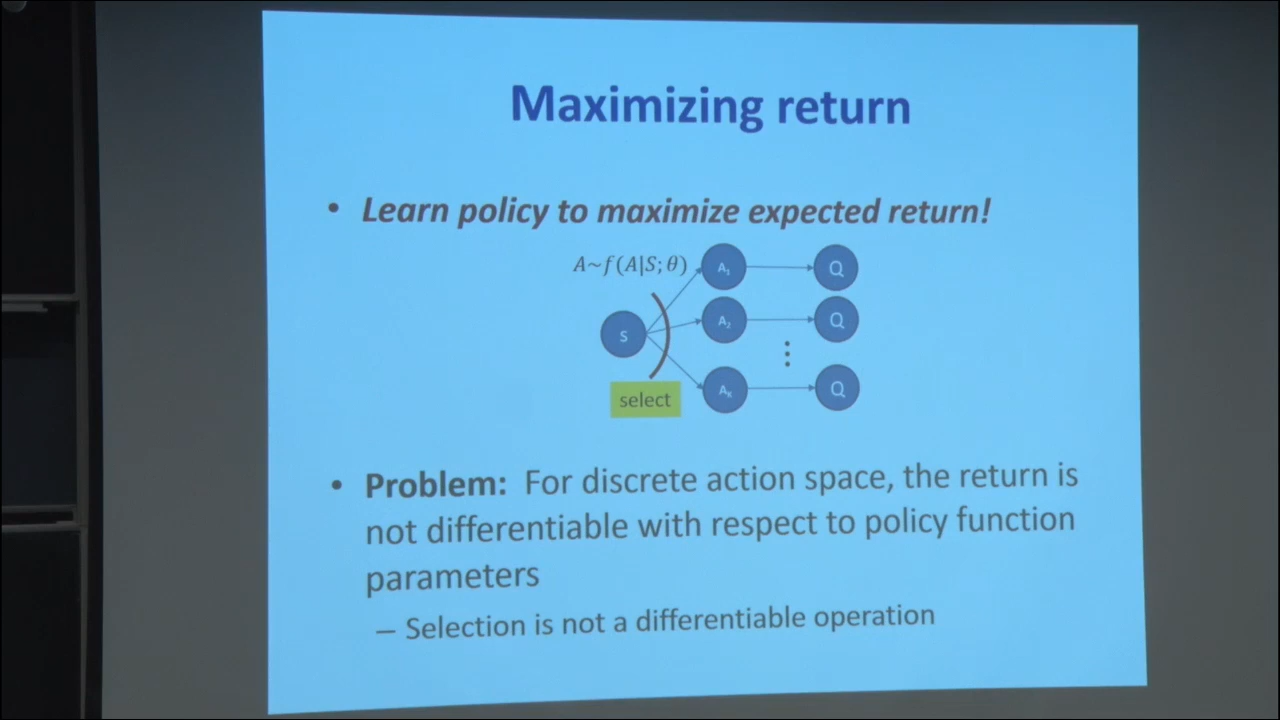 Maximizing return
• Learn policy to maximize expected return!
A~f(A|S;θ)
A₁ Q
A₂ Q
S
⋮
Aₖ Q
select
• Problem: For discrete action space, the return is
not differentiable with respect to policy function
parameters
– Selection is not a differentiable operation